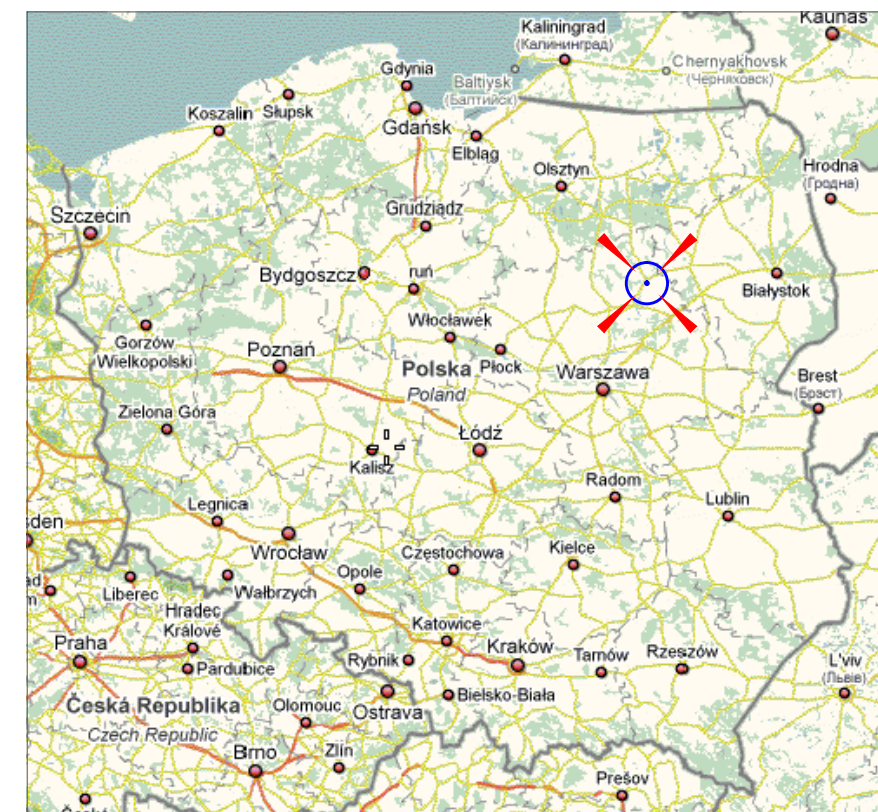 Kaliningrad
(Калининград)
Kaunas
Gdynia
Baltiysk
(Балтийск)
Chernyakhovsk
(Черняховск)
Koszalin
Słupsk
Gdańsk
Elbląg
Olsztyn
Hrodna
(Гродна)
Szczecin
Grudziądz
Bydgoszcz
ruń
Białystok
Włocławek
Gorzów
Wielkopolski
Poznań
Polska
Poland
Płock
Warszawa
Brest
(Брэст)
Zielona Góra
Łódź
Kalisz
Radom
Lublin
Legnica
sden
Wrocław
Częstochowa
Kielce
Opole
Liberec
Wałbrzych
ad
m
Hradec
Králové
Katowice
Praha
Kraków
Rybnik
Tarnów
Rzeszów
L'viv
(Львів)
Pardubice
Bielsko-Biała
Česká Republika
Czech Republic
Olomouc
Ostrava
Brno
Zlín
Prešov